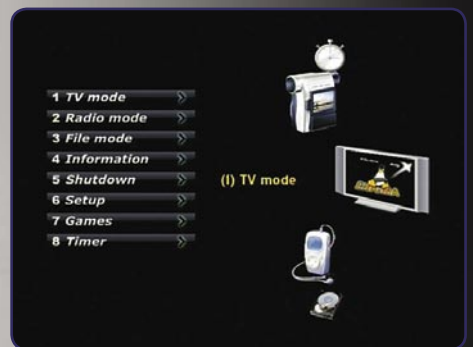 1 TV mode
2 Radio mode
3 File mode
4 Information
5 Shutdown
6 Setup
7 Games
8 Timer
(I) TV mode